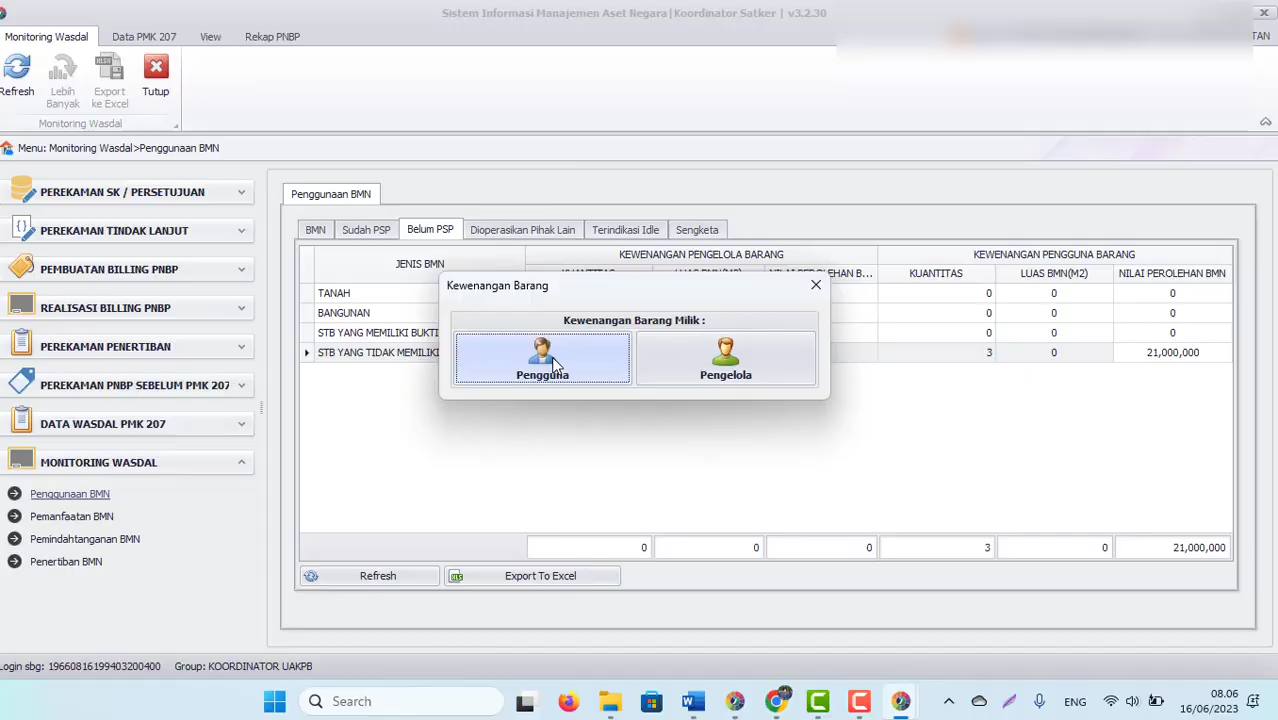 Sistem Informasi Manajemen Aset Negara|Koordinator Satker | v3.2.30
Monitoring Wasdal Data PMK 207 View Rekap PNBP TAN
Refresh
Lebih Banyak
Export ke Excel
Tutup
Monitoring Wasdal
Menu: Monitoring Wasdal>Penggunaan BMN
PEREKAMAN SK / PERSETUJUAN
PEREKAMAN TINDAK LANJUT
PEMBUATAN BILLING PNBP
REALISASI BILLING PNBP
PEREKAMAN PENERTIBAN
PEREKAMAN PNBP SEBELUM PMK 207
DATA WASDAL PMK 207
MONITORING WASDAL
Penggunaan BMN
Pemanfaatan BMN
Pemindahtanganan BMN
Penertiban BMN
Penggunaan BMN
BMN Sudah PSP Belum PSP Dioperasikan Pihak Lain Terindikasi Idle Sengketa
JENIS BMN KEWENANGAN PENGELOLA BARANG KEWENANGAN PENGGUNA BARANG
KUANTITAS LUAS BMN(M2) NILAI PEROLEHAN B... KUANTITAS LUAS BMN(M2) NILAI PEROLEHAN BMN
TANAH 0 0 0
BANGUNAN 0 0 0
STB YANG MEMILIKI BUKTI 0 0 0
STB YANG TIDAK MEMILIKI 3 0 21,000,000
Kewenangan Barang
Kewenangan Barang Milik :
Pengguna Pengelola
0 0 0 3 0 21,000,000
Refresh Export To Excel
Login sbg: 196608161994032004​00 Group: KOORDINATOR UAKPB
Search
ENG
08.06
16/06/2023